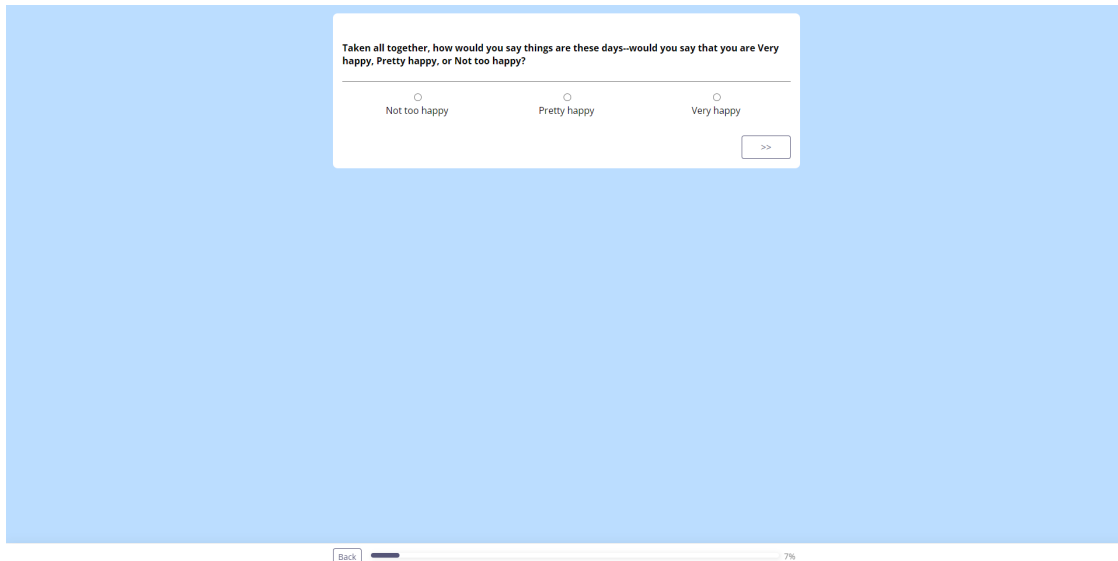 Taken all together, how would you say things are these days--would you say that you are Very
happy, Pretty happy, or Not too happy?
Not too happy
Pretty happy
Very happy
>>
Back
7%